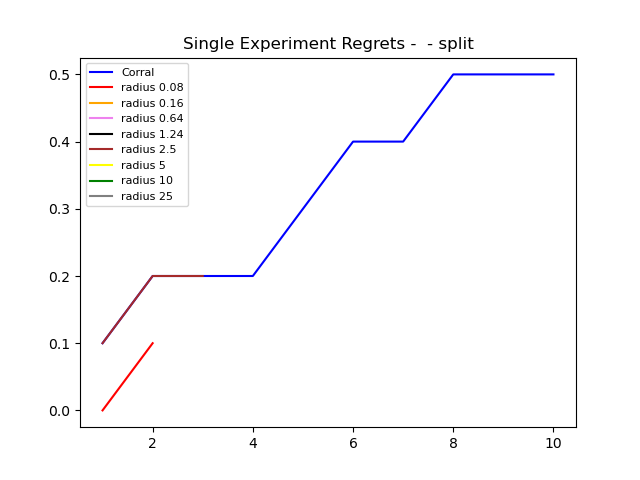 Single Experiment Regrets -  - split
Corral
radius 0.08
radius 0.16
radius 0.64
radius 1.24
radius 2.5
radius 5
radius 10
radius 25
0.5
0.4
0.3
0.2
0.1
0.0
2 4 6 8 10